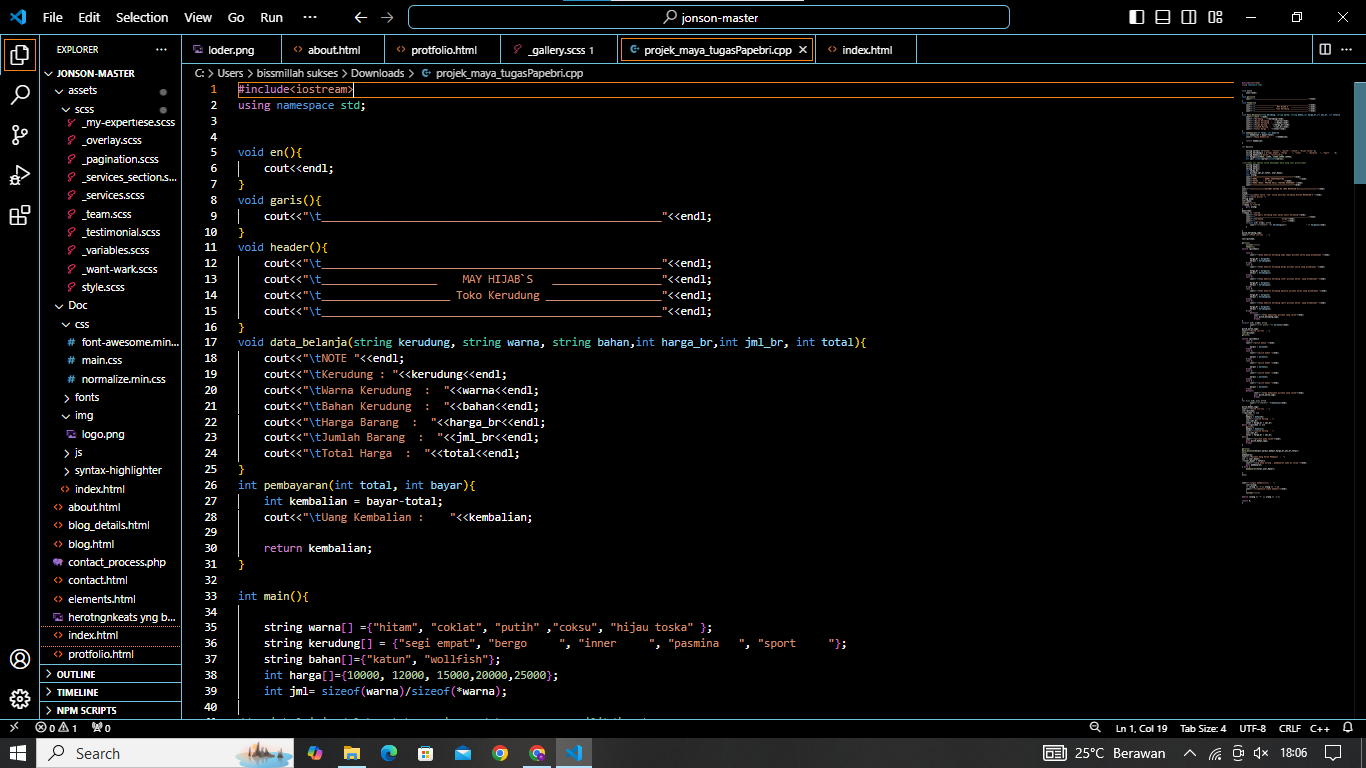 File Edit Selection View Go Run ··· jonson-master
EXPLORER ···
JONSON-MASTER
assets
scss
_my-expertiese.scss
_overlay.scss
_pagination.scss
_services_section.s...
_services.scss
_team.scss
_testimonial.scss
_variables.scss
_want-wark.scss
style.scss
Doc
css
font-awesome.min...
main.css
normalize.min.css
fonts
img
logo.png
js
syntax-highlighter
index.html
about.html
blog_details.html
blog.html
contact_process.php
contact.html
elements.html
herotngnkeats yng b...
index.html
protfolio.html
OUTLINE
TIMELINE
NPM SCRIPTS
loder.png about.html protfolio.html _gallery.scss 1 projek_maya_tugasPapebri.cpp index.html
C: > Users > bissmillah sukses > Downloads > projek_maya_tugasPapebri.cpp
1 #include<iostream>
2 using namespace std;
3
4
5 void en(){
6 cout<<endl;
7 }
8 void garis(){
9 cout<<"\t_____________________________________________________"<<endl;
10 }
11 void header(){
12 cout<<"\t_____________________________________________________"<<endl;
13 cout<<"\t__________________    MAY HIJAB`S   _________________"<<endl;
14 cout<<"\t____________________ Toko Kerudung __________________"<<endl;
15 cout<<"\t_____________________________________________________"<<endl;
16 }
17 void data_belanja(string kerudung, string warna, string bahan,int harga_br,int jml_br, int total){
18 cout<<"\tNOTE "<<endl;
19 cout<<"\tKerudung : "<<kerudung<<endl;
20 cout<<"\tWarna Kerudung  :  "<<warna<<endl;
21 cout<<"\tBahan Kerudung  :  "<<bahan<<endl;
22 cout<<"\tHarga Barang  :  "<<harga_br<<endl;
23 cout<<"\tJumlah Barang  :  "<<jml_br<<endl;
24 cout<<"\tTotal Harga  :  "<<total<<endl;
25 }
26 int pembayaran(int total, int bayar){
27 int kembalian = bayar-total;
28 cout<<"\tUang Kembalian :     "<<kembalian;
29
30 return kembalian;
31 }
32
33 int main(){
34
35 string warna[] ={"hitam", "coklat", "putih" ,"coksu", "hijau toska" };
36 string kerudung[] = {"segi empat", "bergo     ", "inner     ", "pasmina   ", "sport     "};
37 string bahan[]={"katun", "wollfish"};
38 int harga[]={10000, 12000, 15000,20000,25000};
39 int jml= sizeof(warna)/sizeof(*warna);
40
0 1 0 Ln 1, Col 19 Tab Size: 4 UTF-8 CRLF C++
Search 25°C Berawan 18:06